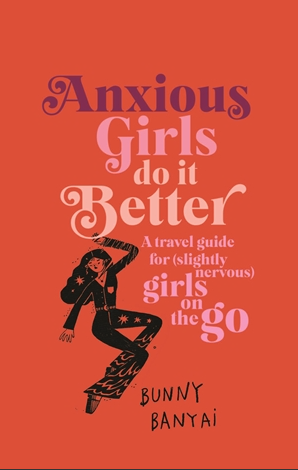 Anxious
Girls
do it
Better
A travel guide
for (slightly
nervous)
girls
on
the go
BUNNY
BANYAI